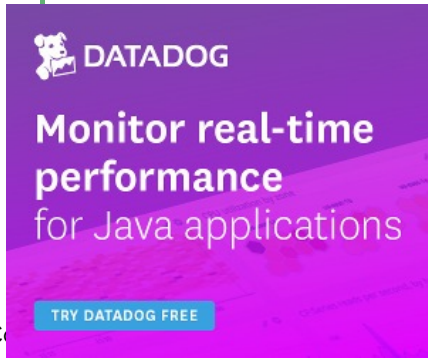 DATADOG
Monitor real-time
performance
for Java applications
TRY DATADOG FREE